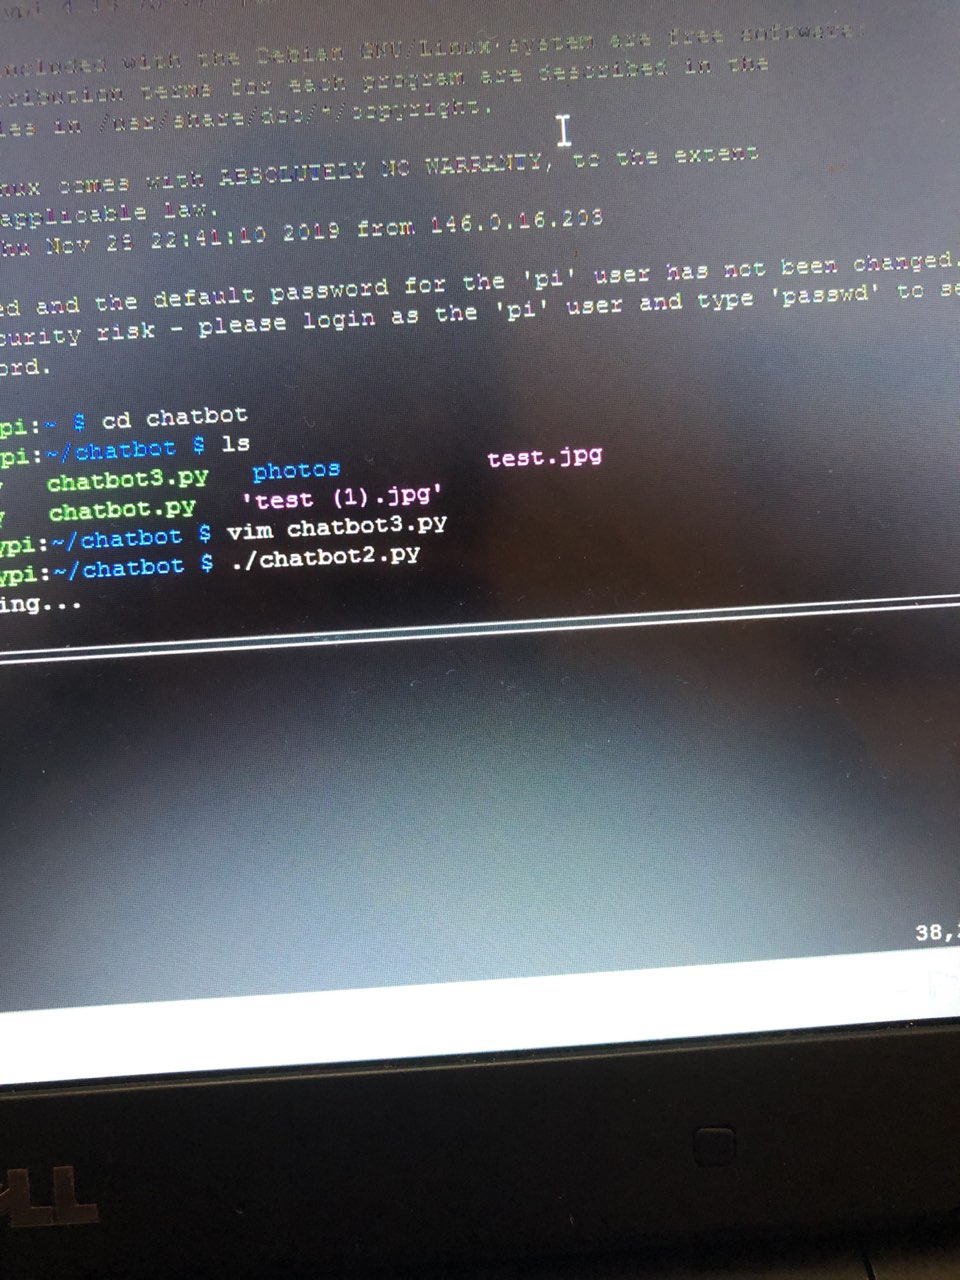 included with the Debian GNU/Linux system are free software;
ribution terms for each program are described in the
les in /usr/share/doc/*/copyright.
nux comes with ABSOLUTELY NO WARRANTY, to the extent
applicable law.
hu Nov 28 22:41:10 2019 from 146.0.16.203
ed and the default password for the 'pi' user has not been changed.
curity risk - please login as the 'pi' user and type 'passwd' to se
ord.
pi:~ $ cd chatbot
pi:~/chatbot $ ls
y chatbot3.py photos test.jpg
y chatbot.py 'test (1).jpg'
ypi:~/chatbot $ vim chatbot3.py
ypi:~/chatbot $ ./chatbot2.py
ing...
38,
LL